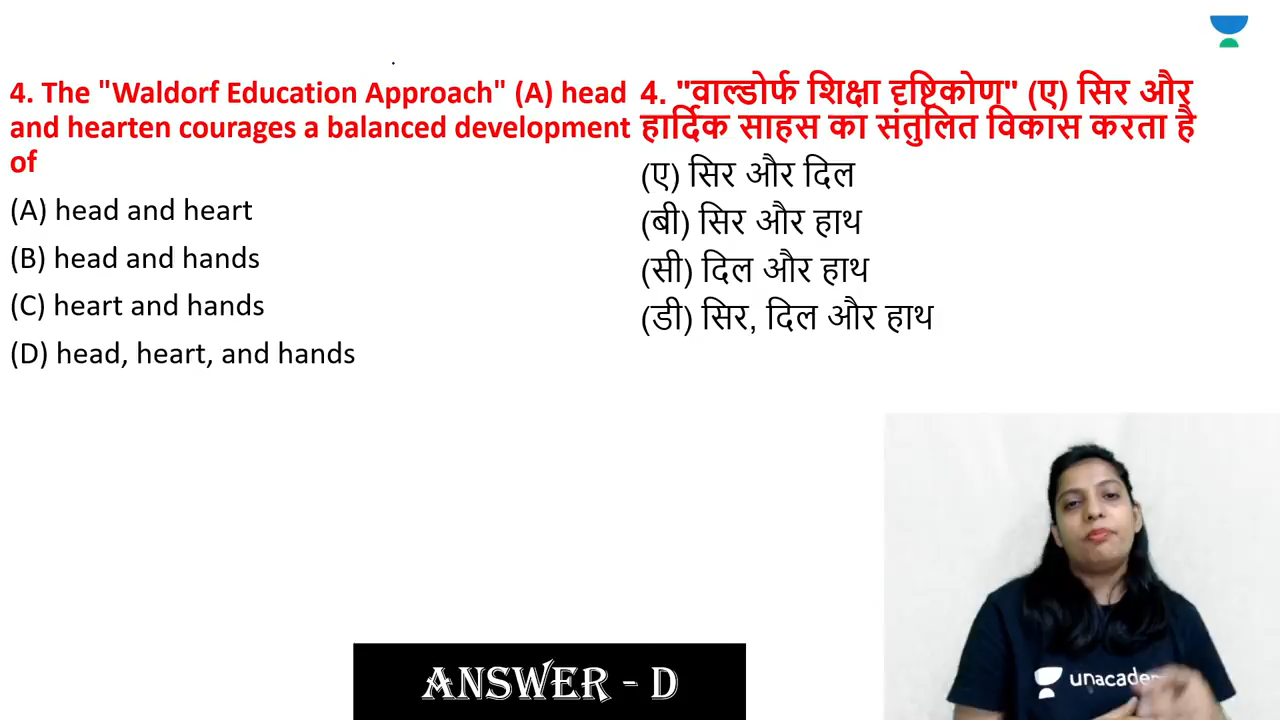 4. The "Waldorf Education Approach" (A) head
and hearten courages a balanced development
of
(A) head and heart
(B) head and hands
(C) heart and hands
(D) head, heart, and hands
4. "वाल्डोर्फ शिक्षा दृष्टिकोण" (ए) सिर और
हार्दिक साहस का संतुलित विकास करता है
(ए) सिर और दिल
(बी) सिर और हाथ
(सी) दिल और हाथ
(डी) सिर, दिल और हाथ
ANSWER - D